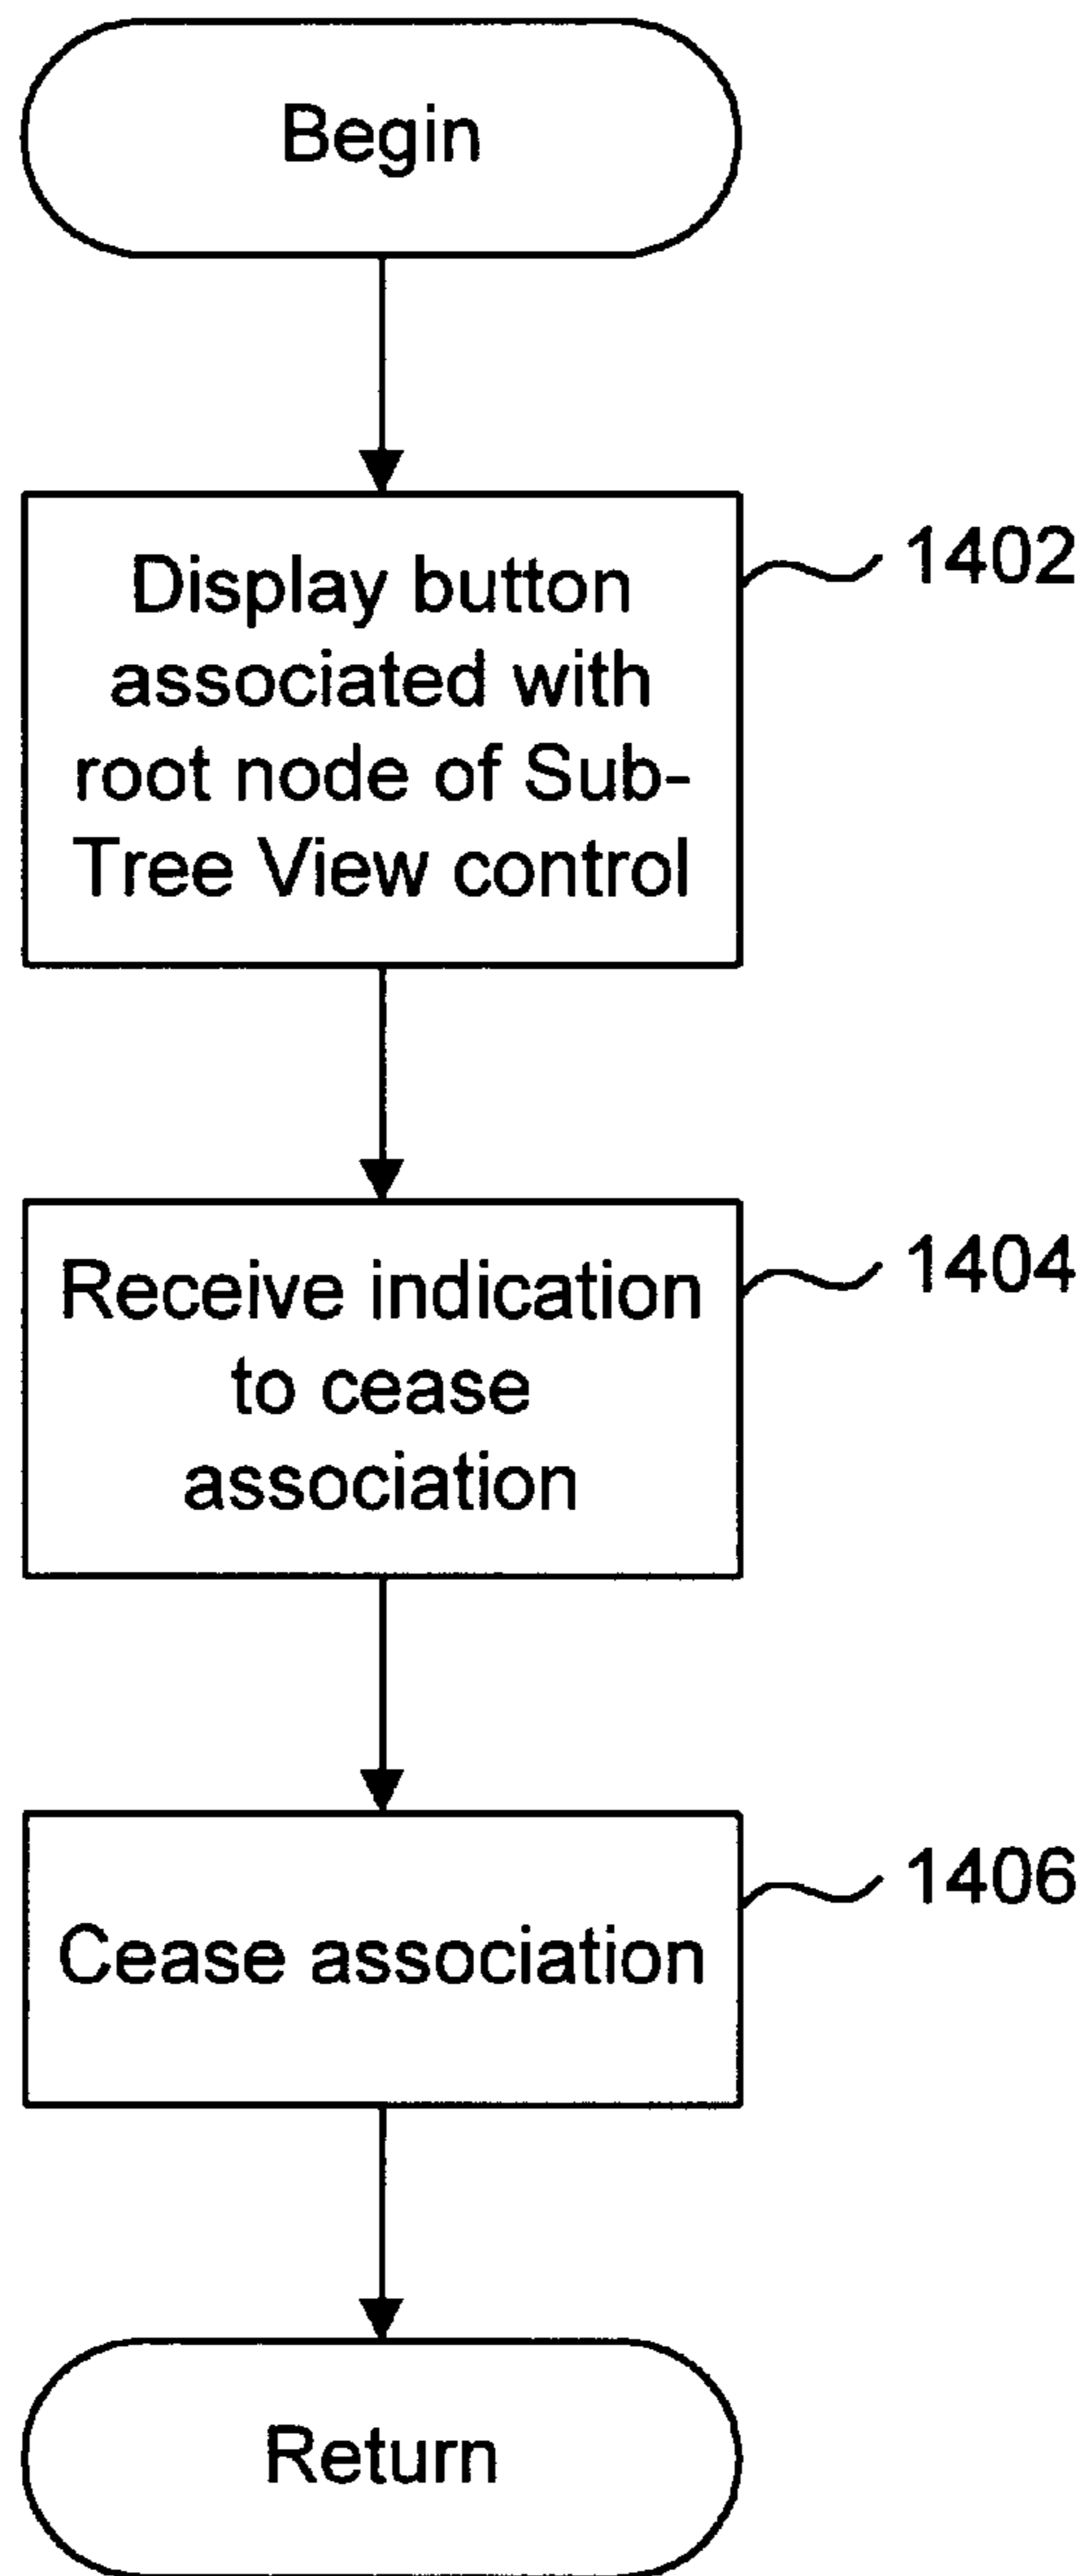 Begin
Display button
associated with
root node of Sub-
Tree View control
1402
Receive indication
to cease
association
1404
Cease association
1406
Return